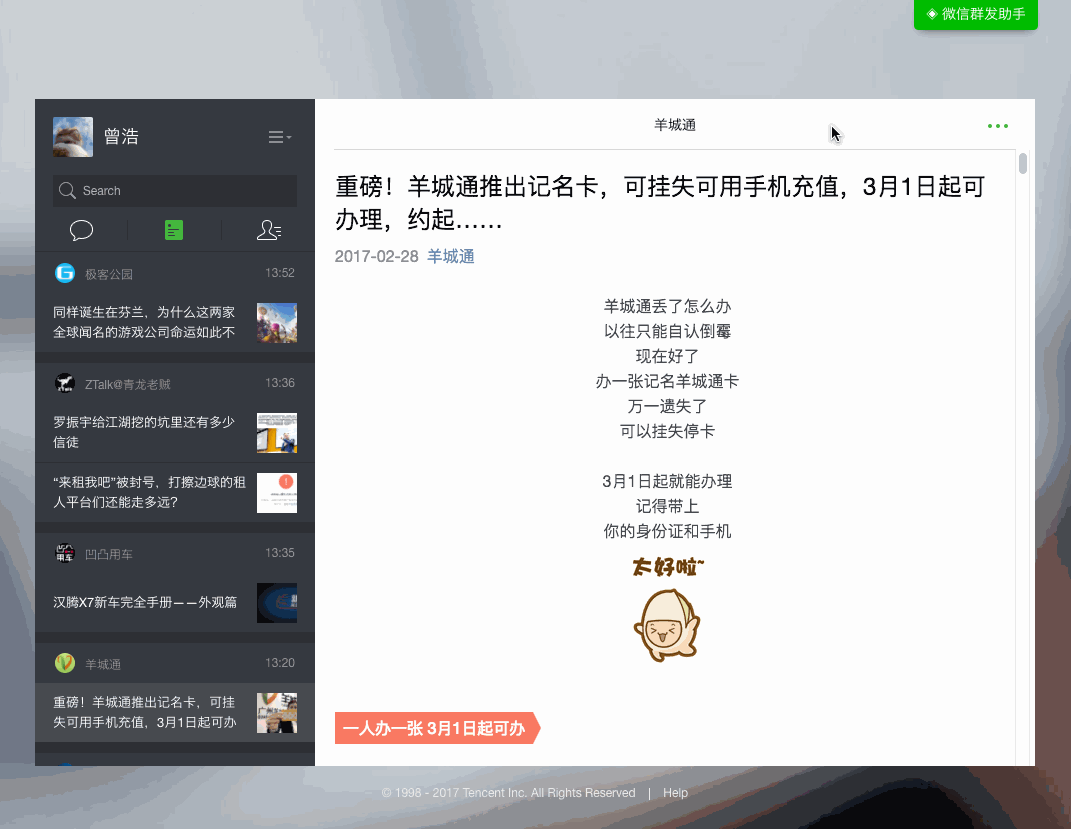 ◈ 微信群发助手
曾浩
Search
极客公园 13:52
同样诞生在芬兰，为什么这两家
全球闻名的游戏公司命运如此不
ZTalk@青龙老贼 13:36
罗振宇给江湖挖的坑里还有多少
信徒
“来租我吧”被封号，打擦边球的租
人平台们还能走多远？
凹凸用车 13:35
汉腾X7新车完全手册——外观篇
羊城通 13:20
重磅！羊城通推出记名卡，可挂
失可用手机充值，3月1日起可办
羊城通
重磅！羊城通推出记名卡，可挂失可用手机充值，3月1日起可
办理，约起……
2017-02-28 羊城通
羊城通丢了怎么办
以往只能自认倒霉
现在好了
办一张记名羊城通卡
万一遗失了
可以挂失停卡
3月1日起就能办理
记得带上
你的身份证和手机
太好啦~
一人办一张 3月1日起可办
© 1998 - 2017 Tencent Inc. All Rights Reserved | Help